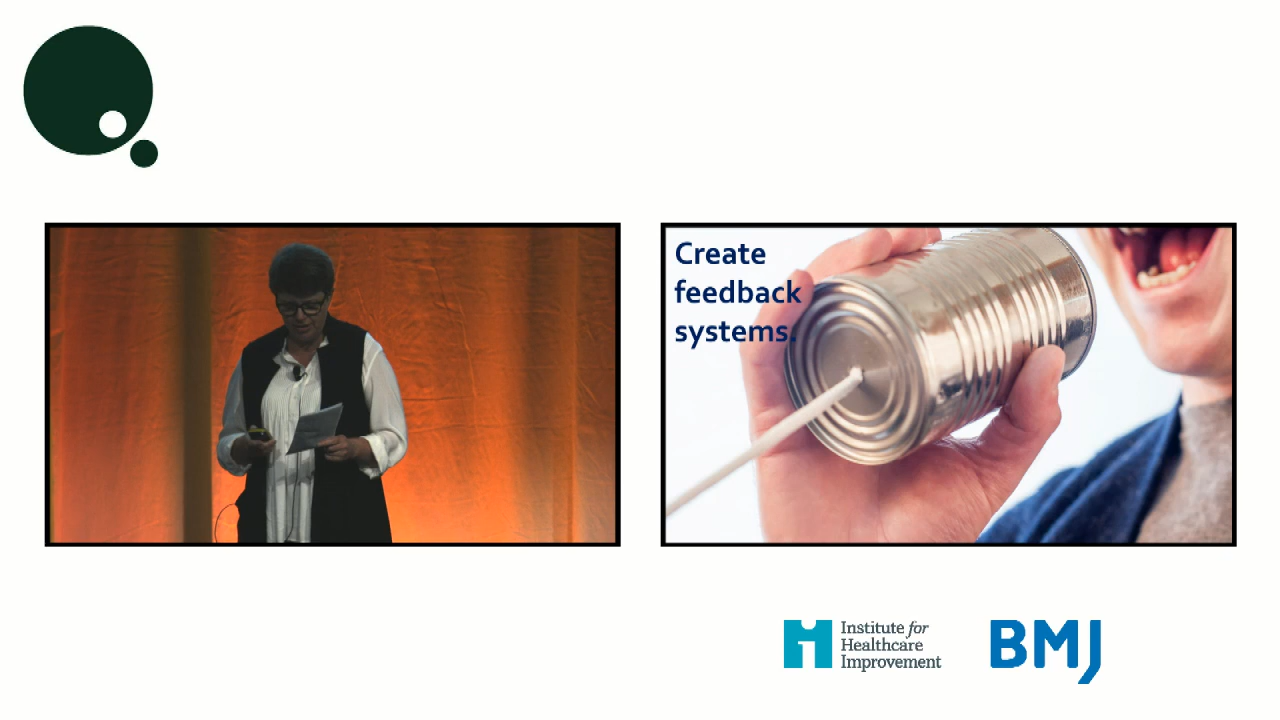 Create
feedback
systems.
Institute for
Healthcare
Improvement
BMJ